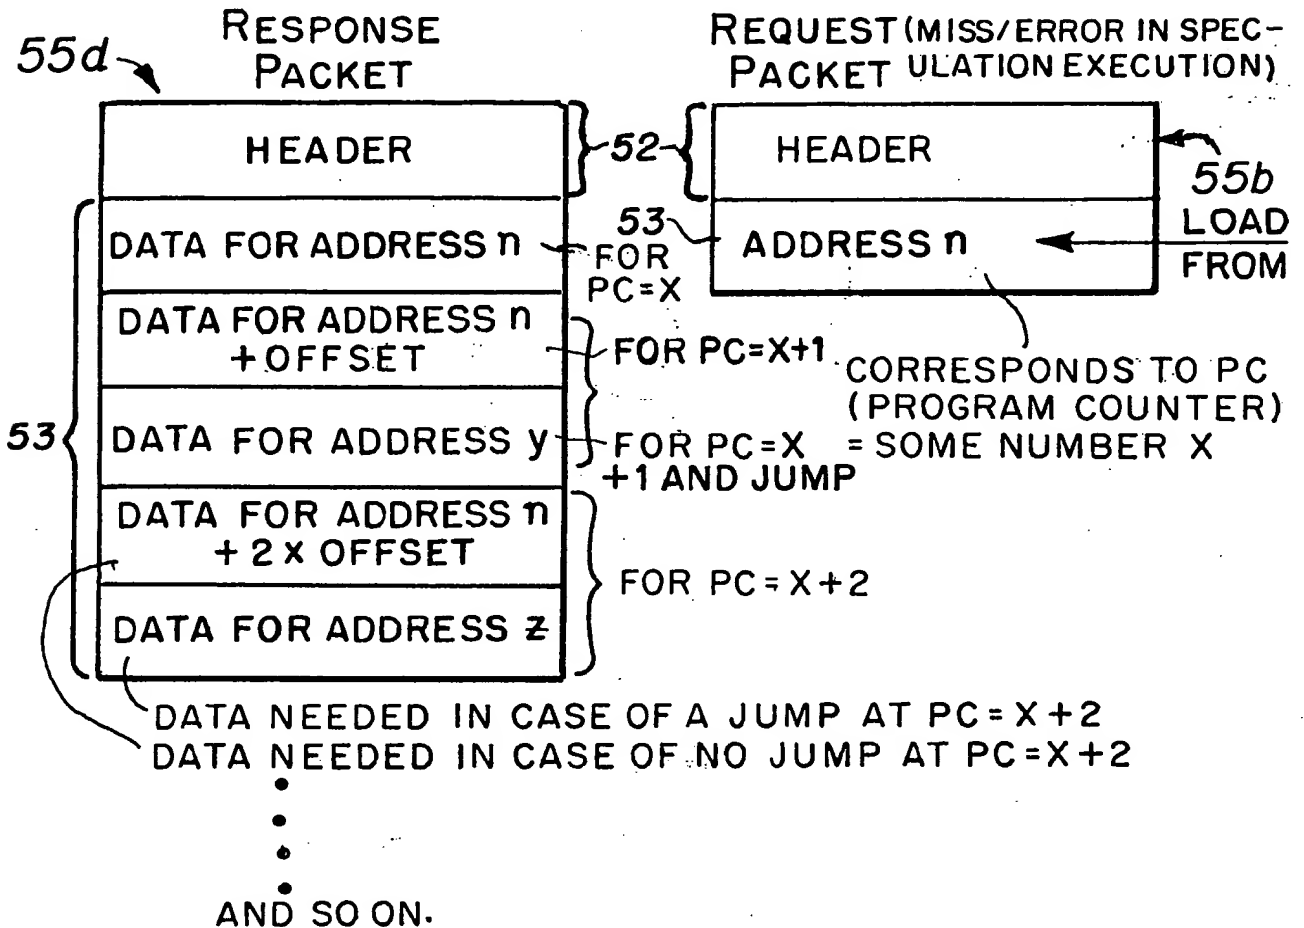 55d
RESPONSE
PACKET
HEADER
53
DATA FOR ADDRESS n
FOR
PC=X
DATA FOR ADDRESS n
+OFFSET
FOR PC=X+1
DATA FOR ADDRESS y
FOR PC=X
+1 AND JUMP
DATA FOR ADDRESS n
+ 2 x OFFSET
FOR PC=X+2
DATA FOR ADDRESS z
DATA NEEDED IN CASE OF A JUMP AT PC=X+2
DATA NEEDED IN CASE OF NO JUMP AT PC=X+2
AND SO ON.
52
REQUEST (MISS/ERROR IN SPEC-
PACKET ULATION EXECUTION)
HEADER
55b
53
ADDRESS n
LOAD
FROM
CORRESPONDS TO PC
(PROGRAM COUNTER)
= SOME NUMBER X